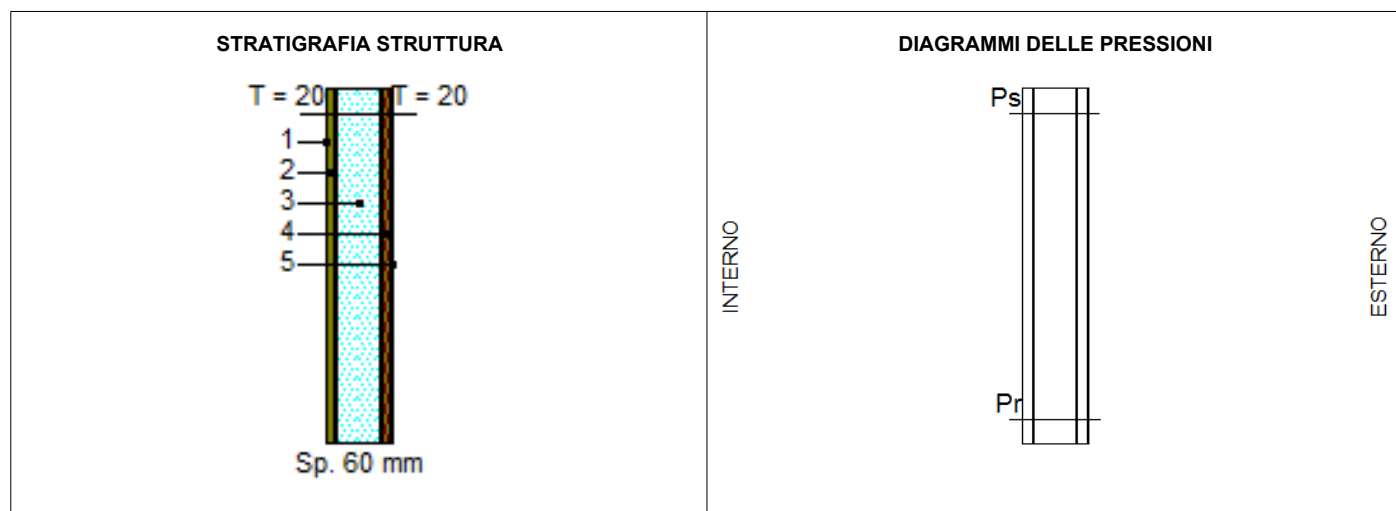 STRATIGRAFIA STRUTTURA
T = 20 T = 20
1
2
3
4
5
Sp. 60 mm
DIAGRAMMI DELLE PRESSIONI
Ps
Pr
INTERNO
ESTERNO